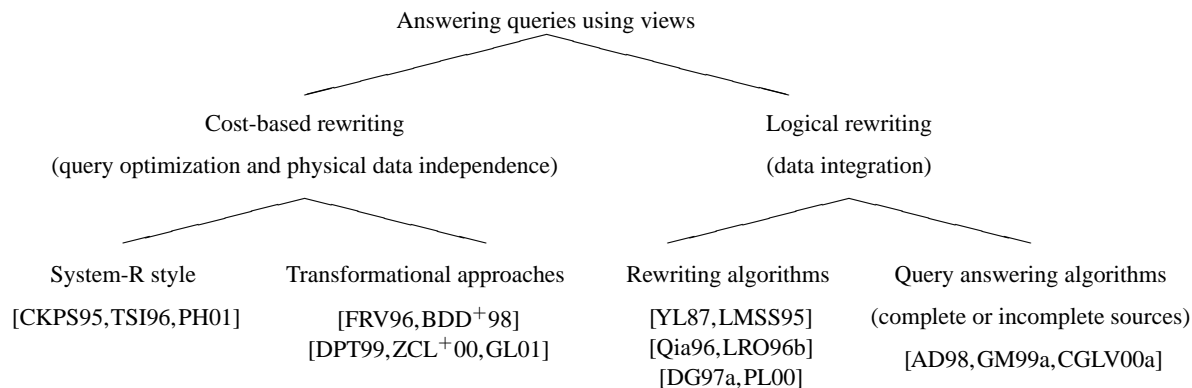 Answering queries using views
Cost-based rewriting
(query optimization and physical data independence)
Logical rewriting
(data integration)
System-R style
[CKPS95,TSI96,PH01]
Transformational approaches
[FRV96,BDD+98]
[DPT99,ZCL+00,GL01]
Rewriting algorithms
[YL87,LMSS95]
[Qia96,LRO96b]
[DG97a,PL00]
Query answering algorithms
(complete or incomplete sources)
[AD98,GM99a,CGLV00a]